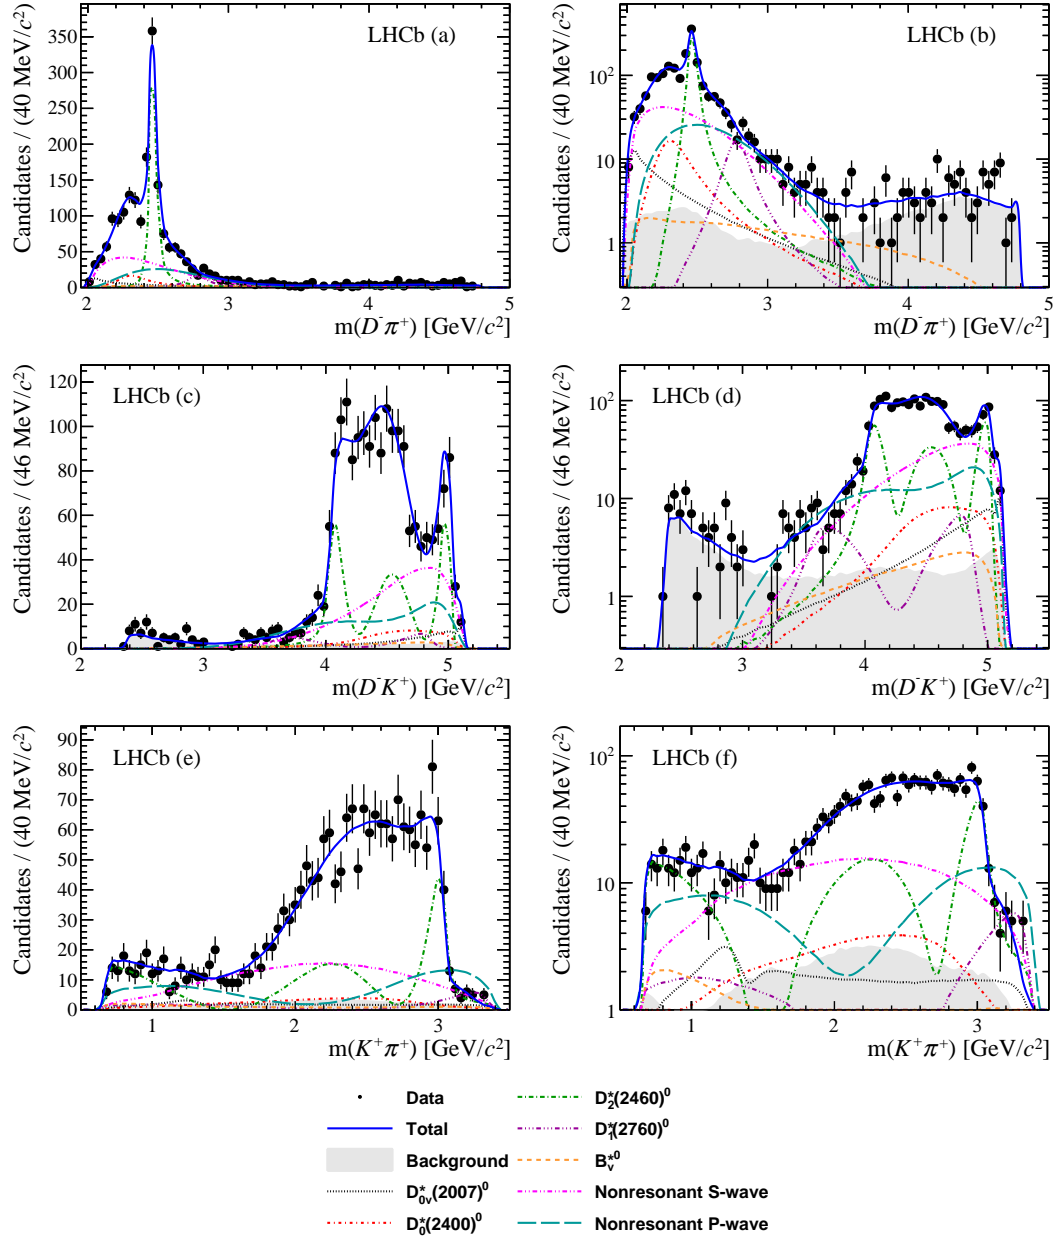 LHCb (a)
Candidates / (40 MeV/c²)
350
300
250
200
150
100
50
0
2
3
4
5
m(D⁻π⁺) [GeV/c²]
LHCb (b)
Candidates / (40 MeV/c²)
10²
10
1
2
3
4
5
m(D⁻π⁺) [GeV/c²]
LHCb (c)
Candidates / (46 MeV/c²)
120
100
80
60
40
20
0
2
3
4
5
m(D⁻K⁺) [GeV/c²]
LHCb (d)
Candidates / (46 MeV/c²)
10²
10
1
2
3
4
5
m(D⁻K⁺) [GeV/c²]
LHCb (e)
Candidates / (40 MeV/c²)
90
80
70
60
50
40
30
20
10
0
1
2
3
m(K⁺π⁺) [GeV/c²]
LHCb (f)
Candidates / (40 MeV/c²)
10²
10
1
1
2
3
m(K⁺π⁺) [GeV/c²]
Data
Total
Background
D*₀ᵥ(2007)⁰
D*₀(2400)⁰
D*₂(2460)⁰
D*₁(2760)⁰
Bᵥ*⁰
Nonresonant S-wave
Nonresonant P-wave